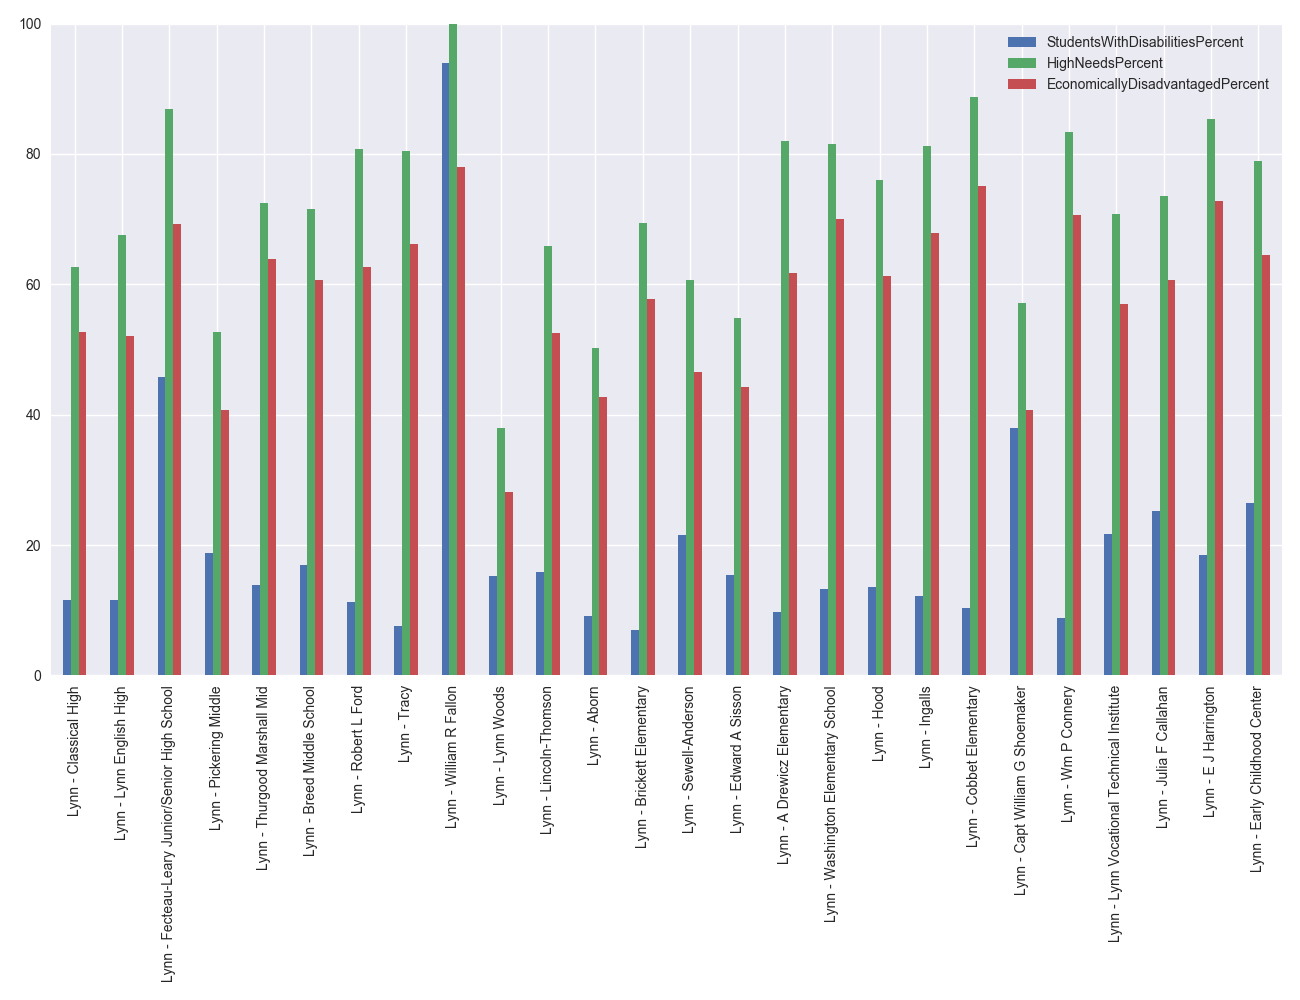 100
80
60
40
20
0
StudentsWithDisabilitiesPercent
HighNeedsPercent
EconomicallyDisadvantagedPercent
Lynn - Classical High
Lynn - Lynn English High
Lynn - Fecteau-Leary Junior/Senior High School
Lynn - Pickering Middle
Lynn - Thurgood Marshall Mid
Lynn - Breed Middle School
Lynn - Robert L Ford
Lynn - Tracy
Lynn - William R Fallon
Lynn - Lynn Woods
Lynn - Lincoln-Thomson
Lynn - Aborn
Lynn - Brickett Elementary
Lynn - Sewell-Anderson
Lynn - Edward A Sisson
Lynn - A Drewicz Elementary
Lynn - Washington Elementary School
Lynn - Hood
Lynn - Ingalls
Lynn - Cobbet Elementary
Lynn - Capt William G Shoemaker
Lynn - Wm P Connery
Lynn - Lynn Vocational Technical Institute
Lynn - Julia F Callahan
Lynn - E J Harrington
Lynn - Early Childhood Center